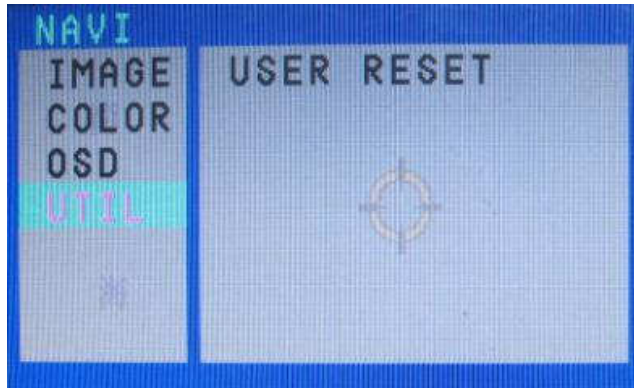 NAVI
IMAGE
COLOR
OSD
UTIL
USER RESET